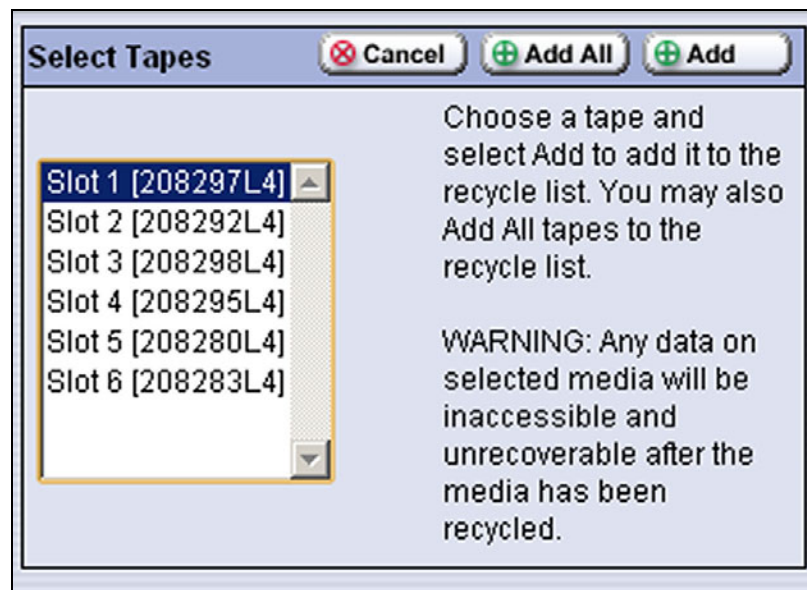 Select Tapes
Cancel
Add All
Add
Slot 1 [208297L4]
Slot 2 [208292L4]
Slot 3 [208298L4]
Slot 4 [208295L4]
Slot 5 [208280L4]
Slot 6 [208283L4]
Choose a tape and
select Add to add it to the
recycle list. You may also
Add All tapes to the
recycle list.
WARNING: Any data on
selected media will be
inaccessible and
unrecoverable after the
media has been
recycled.